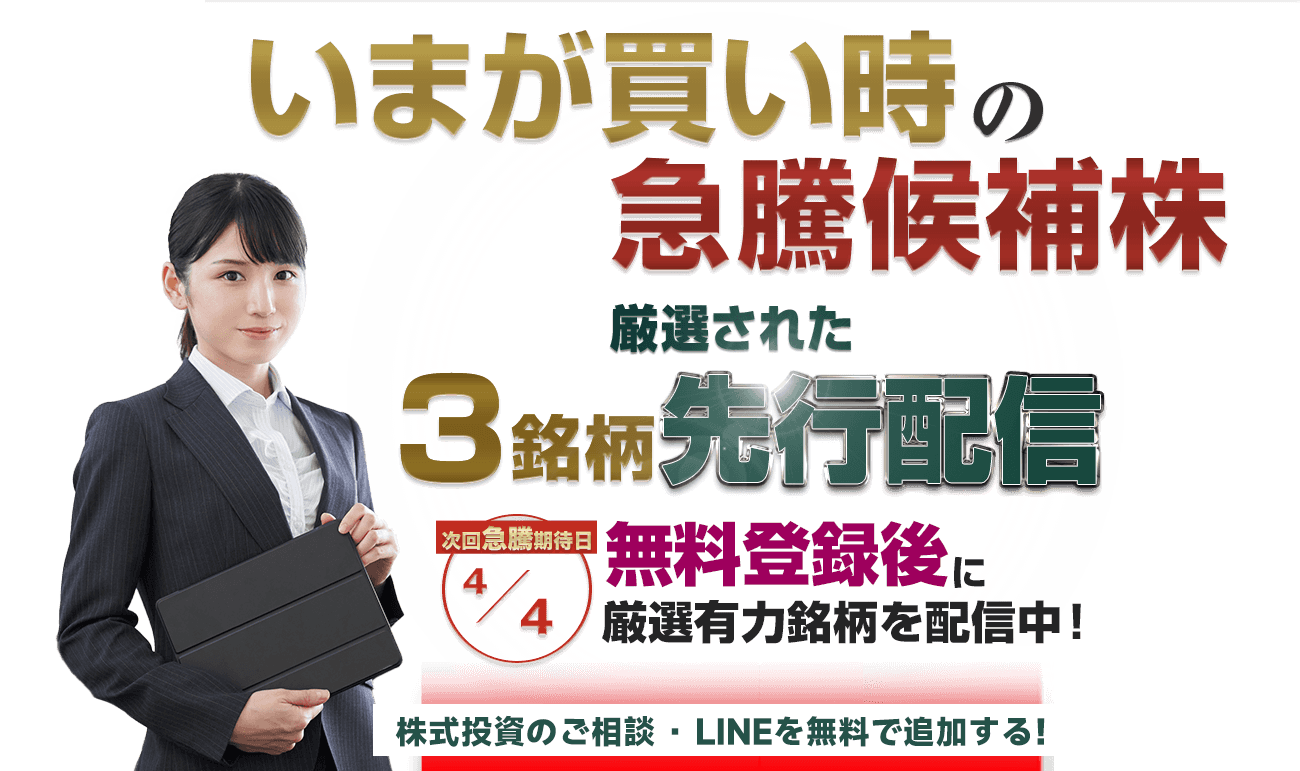 いまが買い時の
急騰候補株
厳選された
3銘柄先行配信
次回急騰期待日
4/4
無料登録後に
厳選有力銘柄を配信中!
株式投資のご相談・LINEを無料で追加する!